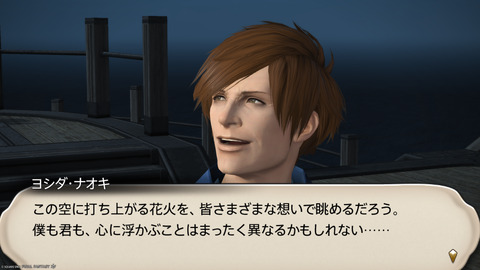 ヨシダ・ナオキ
この空に打ち上がる花火を、皆さまざまな想いで眺めるだろう。
僕も君も、心に浮かぶことはまったく異なるかもしれない……